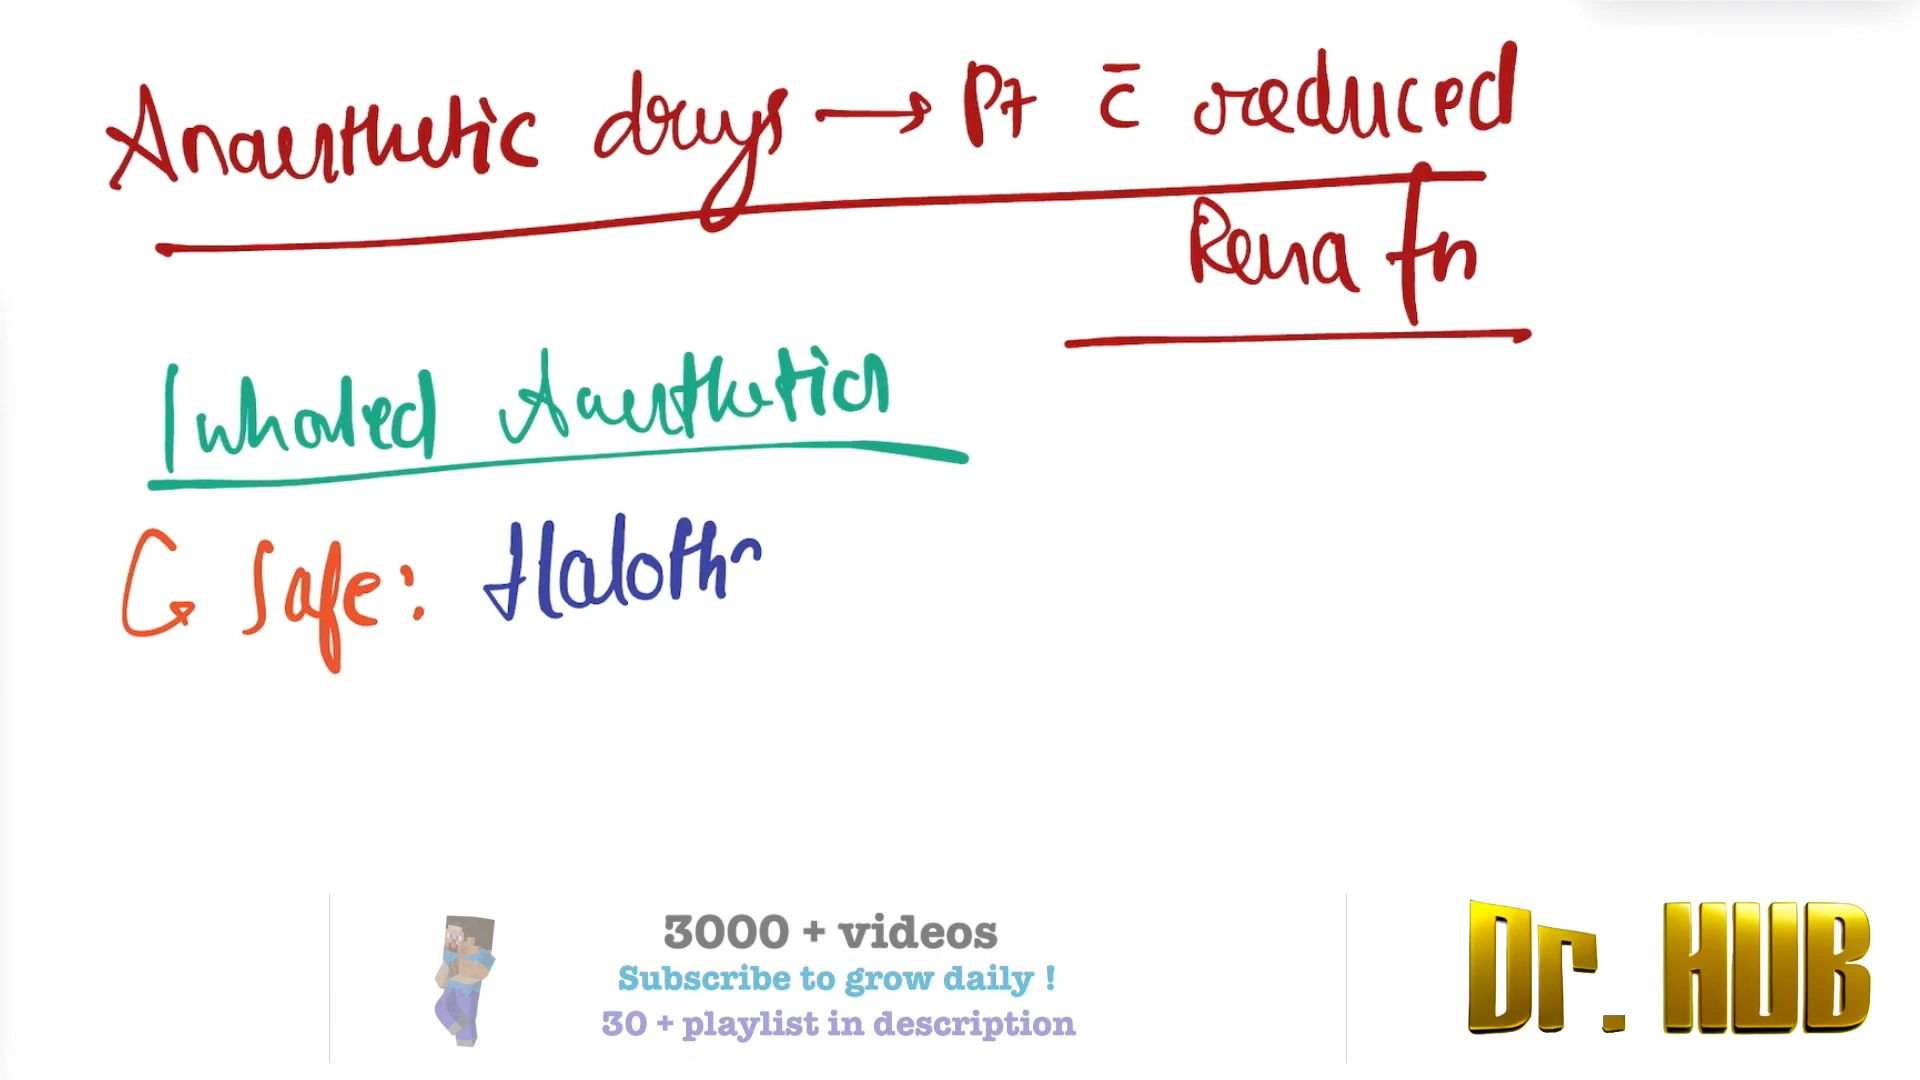 Anaesthetic drugs → Pt c̄ reduced
Rena fn
Inhaled Anaesthetics
↳ Safe: Haloth
3000 + videos
Subscribe to grow daily !
30 + playlist in description
Dr. HUB